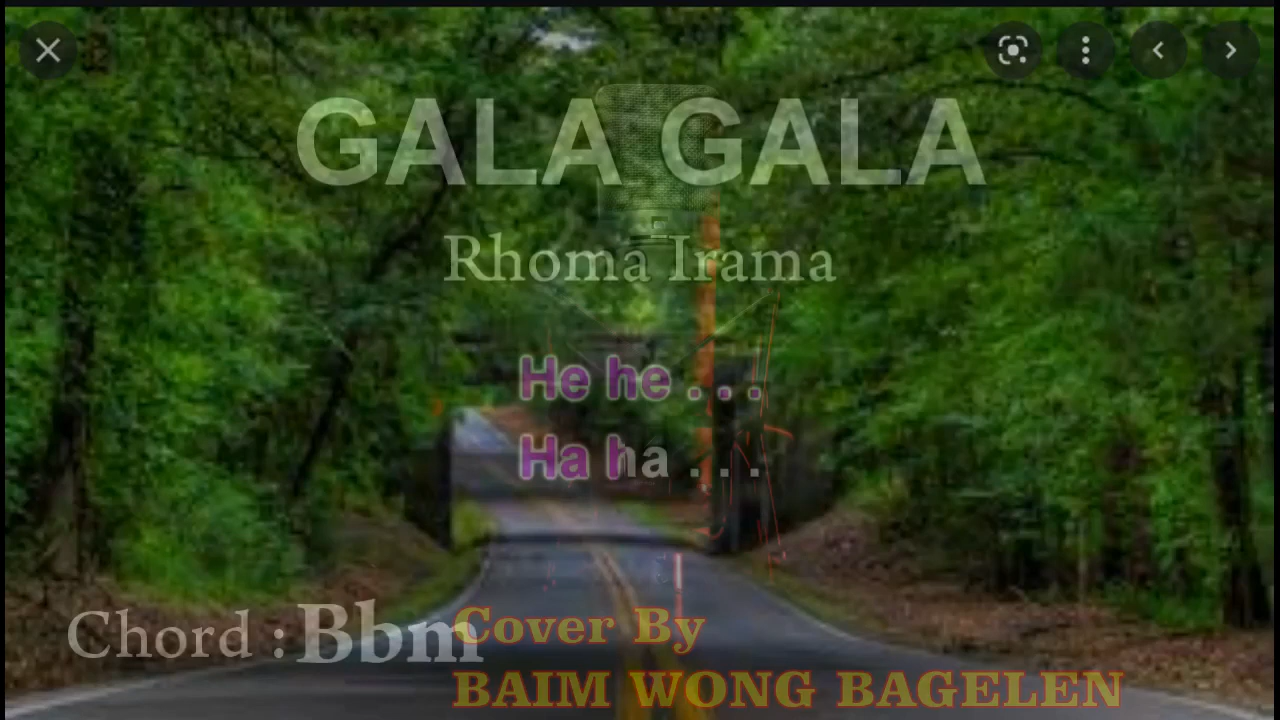 GALA GALA
Rhoma Irama
He he . . .
Ha ha . . .
Chord : Bbm
Cover By
BAIM WONG BAGELEN